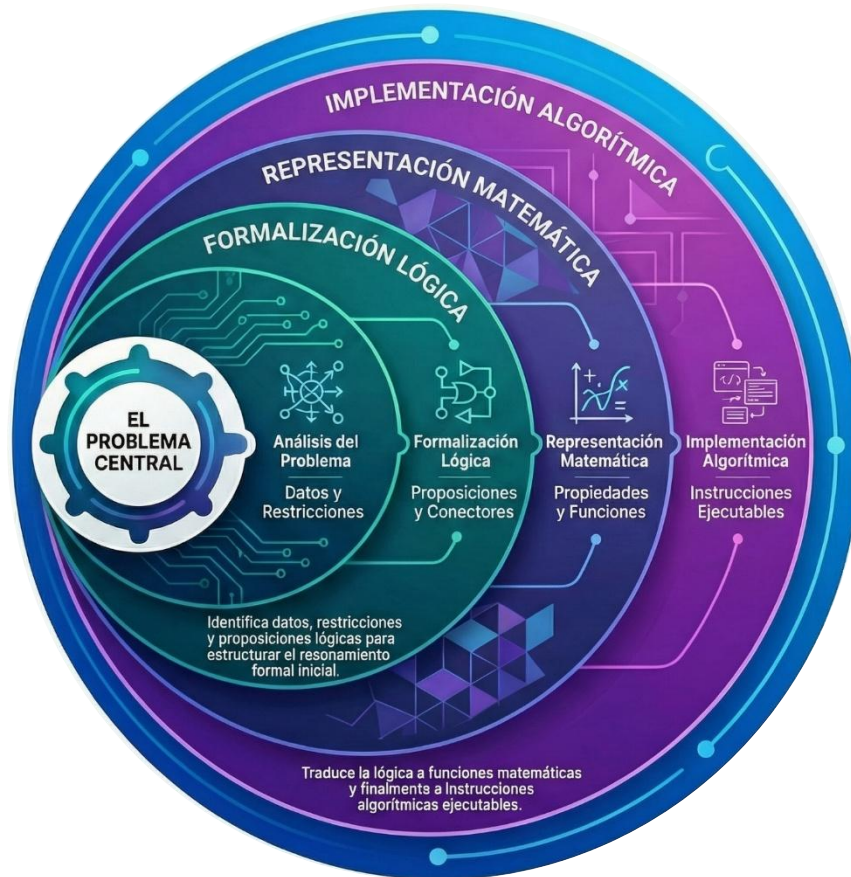 IMPLEMENTACIÓN ALGORÍTMICA
REPRESENTACIÓN MATEMÁTICA
FORMALIZACIÓN LÓGICA
EL
PROBLEMA
CENTRAL
Análisis del
Problema
Datos y
Restricciones
Formalización
Lógica
Proposiciones
y Conectores
Representación
Matemática
Propiedades
y Funciones
Implementación
Algorítmica
Instrucciones
Ejecutables
Identifica datos, restricciones
y proposiciones lógicas para
estructurar el resonamiento
formal inicial.
Traduce la lógica a funciones matemáticas
y finalments a Instrucciones
algorítmicas ejecutables.